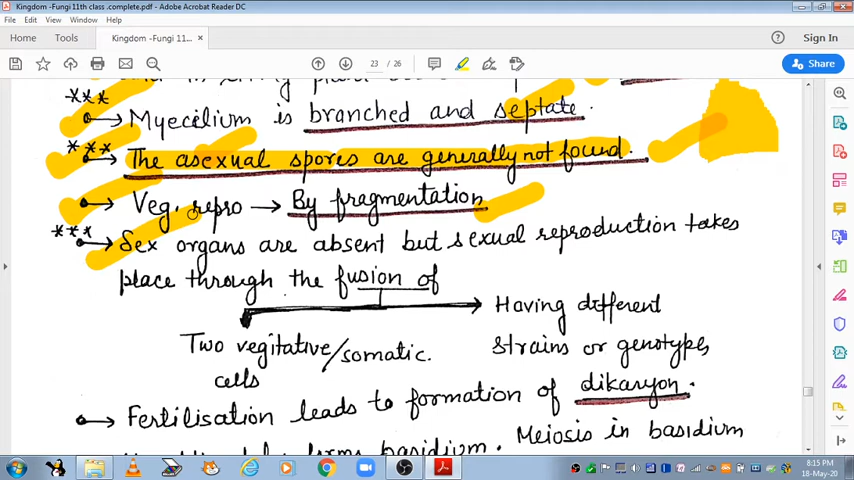 Kingdom -Fungi 11th class .complete.pdf - Adobe Acrobat Reader DC
File Edit View Window Help
Home Tools Kingdom -Fungi 11... × Sign In
23 / 26 Share
*** Myecilium is branched and septate.
*** The asexual spores are generally not found.
Veg. repro → By fragmentation
*** Sex organs are absent but sexual reproduction takes
place through the fusion of
Having different
Two vegitative/somatic. strains or genotype,
cells
Fertilisation leads to formation of dikaryon.
forms basidium. Meiosis in basidium
8:15 PM
18-May-20